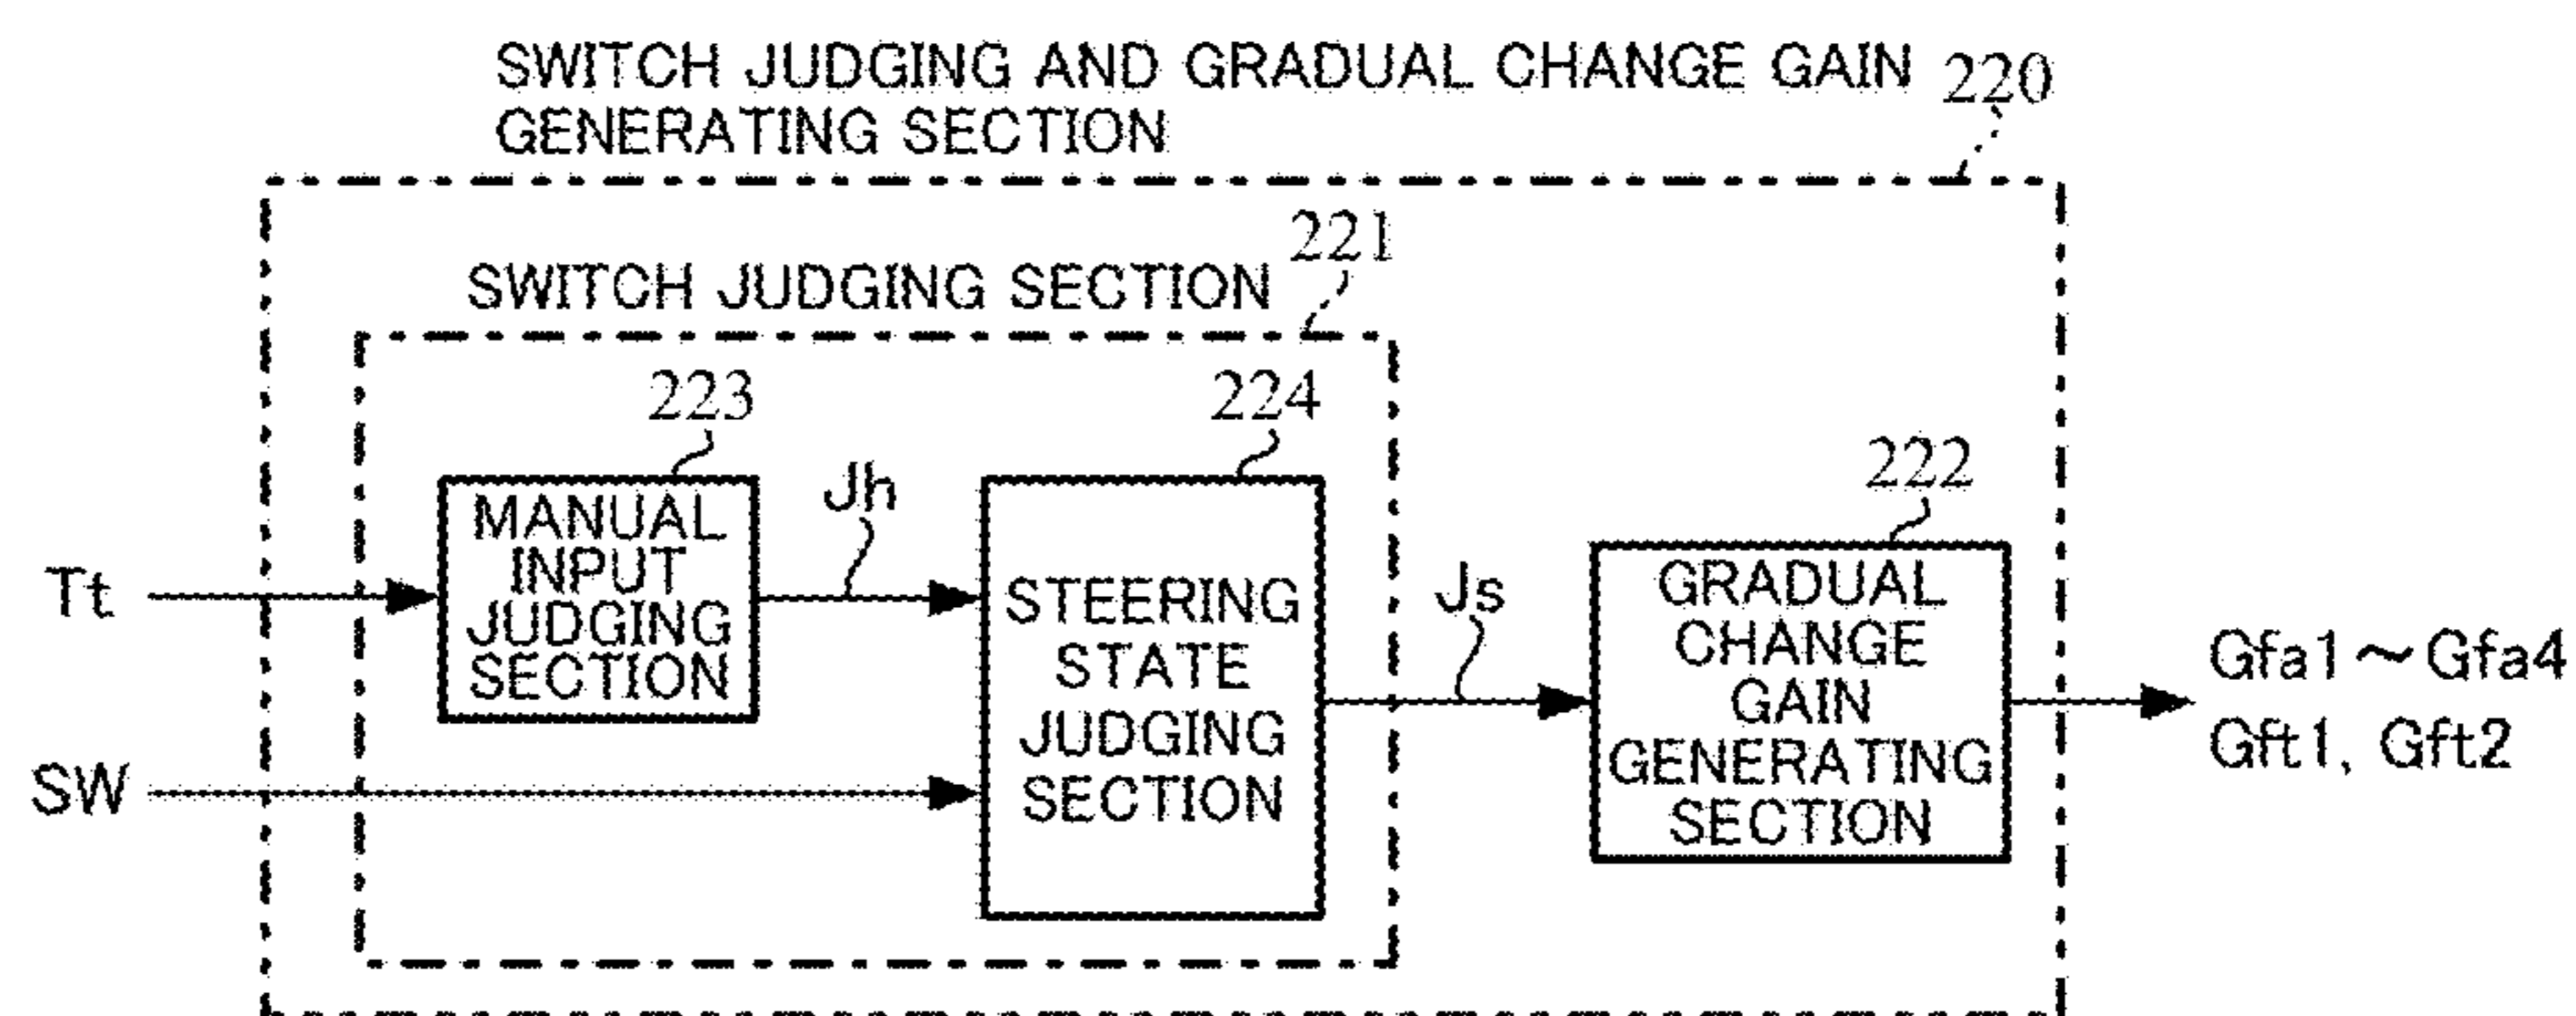 SWITCH JUDGING AND GRADUAL CHANGE GAIN 220
GENERATING SECTION
221
SWITCH JUDGING SECTION
223
224
222
MANUAL
INPUT
JUDGING
SECTION
Jh
STEERING
STATE
JUDGING
SECTION
Js
GRADUAL
CHANGE
GAIN
GENERATING
SECTION
Tt
SW
Gfa1～Gfa4
Gft1, Gft2